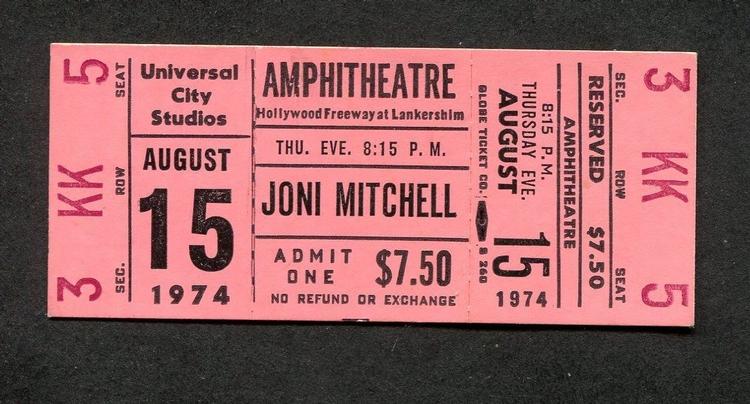 5 SEAT
KK ROW
3 SEC.
Universal
City
Studios
AUGUST
15
1974
AMPHITHEATRE
Hollywood Freeway at Lankershim
THU. EVE. 8:15 P. M.
JONI MITCHELL
ADMIT
ONE
$7.50
NO REFUND OR EXCHANGE
GLOBE TICKET CO.
8 260
AUGUST
THURSDAY EVE.
8:15 P.M.
15
1974
AMPHITHEATRE
RESERVED $7.50
SEC. 3
ROW KK
SEAT 5